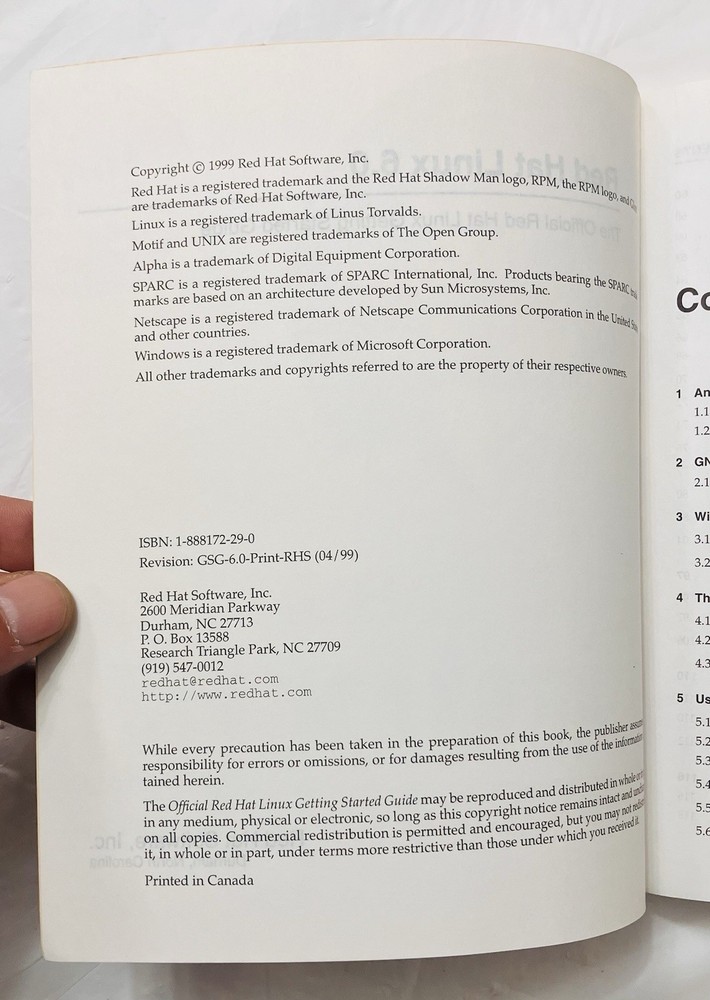 Copyright © 1999 Red Hat Software, Inc.
Red Hat is a registered trademark and the Red Hat Shadow Man logo, RPM, the RPM logo, and
are trademarks of Red Hat Software, Inc.
Linux is a registered trademark of Linus Torvalds.
Motif and UNIX are registered trademarks of The Open Group.
Alpha is a trademark of Digital Equipment Corporation.
SPARC is a registered trademark of SPARC International, Inc. Products bearing the SPARC
marks are based on an architecture developed by Sun Microsystems, Inc.
Netscape is a registered trademark of Netscape Communications Corporation in the United
and other countries.
Windows is a registered trademark of Microsoft Corporation.
All other trademarks and copyrights referred to are the property of their respective owners.
ISBN: 1-888172-29-0
Revision: GSG-6.0-Print-RHS (04/99)
Red Hat Software, Inc.
2600 Meridian Parkway
Durham, NC 27713
P. O. Box 13588
Research Triangle Park, NC 27709
(919) 547-0012
redhat@redhat.com
http://www.redhat.com
While every precaution has been taken in the preparation of this book, the publisher
responsibility for errors or omissions, or for damages resulting from the use of the information
tained herein.
The Official Red Hat Linux Getting Started Guide may be reproduced and distributed in whole or
in any medium, physical or electronic, so long as this copyright notice remains intact and
on all copies. Commercial redistribution is permitted and encouraged, but you may not
it, in whole or in part, under terms more restrictive than those under which you received it.
Printed in Canada
Co
1 An
1.1
1.2
2 GN
2.1
3 Wi
3.1
3.2
4 Th
4.1
4.2
4.3
5 Us
5.1
5.2
5.3
5.4
5.5
5.6